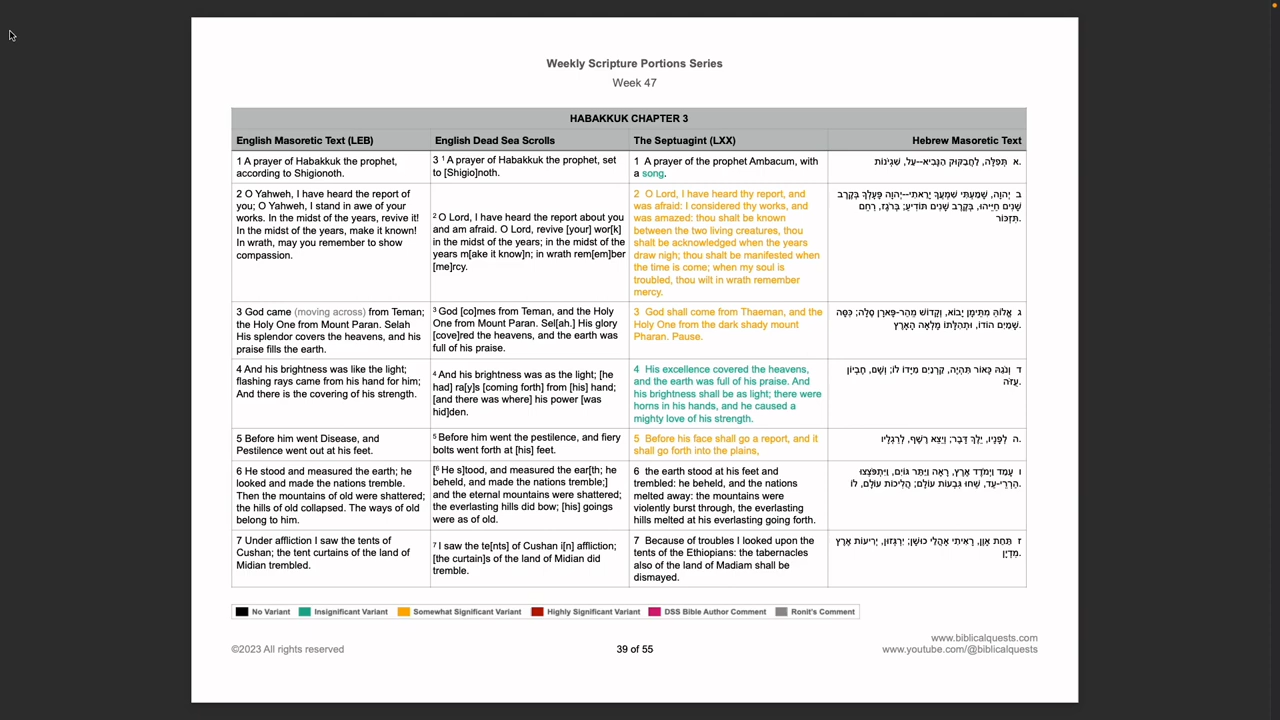 Weekly Scripture Portions Series
Week 47
HABAKKUK CHAPTER 3
English Masoretic Text (LEB)
English Dead Sea Scrolls
The Septuagint (LXX)
Hebrew Masoretic Text
1 A prayer of Habakkuk the prophet,
according to Shigionoth.
3 ¹ A prayer of Habakkuk the prophet, set
to [Shigio]noth.
1 A prayer of the prophet Ambacum, with
a song.
א תְּפִלָּה, לַחֲבַקּוּק הַנָּבִיא--עַל, שִׁגְיֹנוֹת.
2 O Yahweh, I have heard the report of
you; O Yahweh, I stand in awe of your
works. In the midst of the years, revive it!
In the midst of the years, make it known!
In wrath, may you remember to show
compassion.
² O Lord, I have heard the report about you
and am afraid. O Lord, revive [your] wor[k]
in the midst of the years; in the midst of the
years m[ake it know]n; in wrath rem[em]ber
[me]rcy.
2 O Lord, I have heard thy report, and
was afraid: I considered thy works, and
was amazed: thou shalt be known
between the two living creatures, thou
shalt be acknowledged when the years
draw nigh; thou shalt be manifested when
the time is come; when my soul is
troubled, thou wilt in wrath remember
mercy.
ב יְהוָה, שָׁמַעְתִּי שִׁמְעֲךָ יָרֵאתִי--יְהוָה פָּעָלְךָ בְּקֶרֶב
שָׁנִים חַיֵּיהוּ, בְּקֶרֶב שָׁנִים תּוֹדִיעַ; בְּרֹגֶז, רַחֵם
תִּזְכּוֹר.
3 God came (moving across) from Teman;
the Holy One from Mount Paran. Selah
His splendor covers the heavens, and his
praise fills the earth.
³ God [co]mes from Teman, and the Holy
One from Mount Paran. Sel[ah.] His glory
[cove]red the heavens, and the earth was
full of his praise.
3 God shall come from Thaeman, and the
Holy One from the dark shady mount
Pharan. Pause.
ג אֱלוֹהַּ מִתֵּימָן יָבוֹא, וְקָדוֹשׁ מֵהַר-פָּארָן סֶלָה; כִּסָּה
שָׁמַיִם הוֹדוֹ, וּתְהִלָּתוֹ מָלְאָה הָאָרֶץ.
4 And his brightness was like the light;
flashing rays came from his hand for him;
And there is the covering of his strength.
⁴ And his brightness was as the light; [he
had] ra[y]s [coming forth] from [his] hand;
[and there was where] his power [was
hid]den.
4 His excellence covered the heavens,
and the earth was full of his praise. And
his brightness shall be as light; there were
horns in his hands, and he caused a
mighty love of his strength.
ד וְנֹגַהּ כָּאוֹר תִּהְיֶה, קַרְנַיִם מִיָּדוֹ לוֹ; וְשָׁם, חֶבְיוֹן
עֻזֹּה.
5 Before him went Disease, and
Pestilence went out at his feet.
⁵ Before him went the pestilence, and fiery
bolts went forth at [his] feet.
5 Before his face shall go a report, and it
shall go forth into the plains,
ה לְפָנָיו, יֵלֶךְ דָּבֶר; וְיֵצֵא רֶשֶׁף, לְרַגְלָיו.
6 He stood and measured the earth; he
looked and made the nations tremble.
Then the mountains of old were shattered;
the hills of old collapsed. The ways of old
belong to him.
[⁶ He s]tood, and measured the ear[th; he
beheld, and made the nations tremble;]
and the eternal mountains were shattered;
the everlasting hills did bow; [his] goings
were as of old.
6 the earth stood at his feet and
trembled: he beheld, and the nations
melted away: the mountains were
violently burst through, the everlasting
hills melted at his everlasting going forth.
ו עָמַד וַיְמֹדֶד אֶרֶץ, רָאָה וַיַּתֵּר גּוֹיִם, וַיִּתְפֹּצְצוּ
הַרְרֵי-עַד, שַׁחוּ גִּבְעוֹת עוֹלָם; הֲלִיכוֹת עוֹלָם, לוֹ.
7 Under affliction I saw the tents of
Cushan; the tent curtains of the land of
Midian trembled.
⁷ I saw the te[nts] of Cushan i[n] affliction;
[the curtain]s of the land of Midian did
tremble.
7 Because of troubles I looked upon the
tents of the Ethiopians: the tabernacles
also of the land of Madiam shall be
dismayed.
ז תַּחַת אָוֶן, רָאִיתִי אָהֳלֵי כוּשָׁן; יִרְגְּזוּן, יְרִיעוֹת אֶרֶץ
מִדְיָן.
No Variant
Insignificant Variant
Somewhat Significant Variant
Highly Significant Variant
DSS Bible Author Comment
Ronit's Comment
©2023 All rights reserved
39 of 55
www.biblicalquests.com
www.youtube.com/@biblicalquests